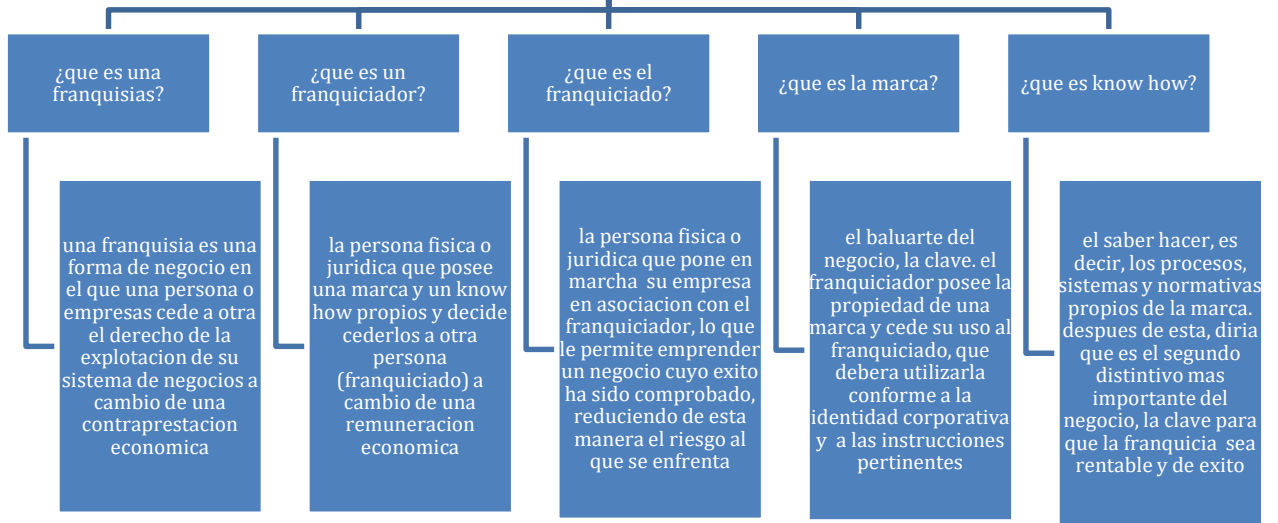 ¿que es una
franquisias?
una franquisia es una
forma de negocio en
el que una persona o
empresas cede a otra
el derecho de la
explotacion de su
sistema de negocios a
cambio de una
contraprestacion
economica
¿que es un
franquiciador?
la persona fisica o
juridica que posee
una marca y un know
how propios y decide
cederlos a otra
persona
(franquiciado) a
cambio de una
remuneracion
economica
¿que es el
franquiciado?
la persona fisica o
juridica que pone en
marcha su empresa
en asociacion con el
franquiciador, lo que
le permite emprender
un negocio cuyo exito
ha sido comprobado,
reduciendo de esta
manera el riesgo al
que se enfrenta
¿que es la marca?
el baluarte del
negocio, la clave. el
franquiciador posee la
propiedad de una
marca y cede su uso al
franquiciado, que
debera utilizarla
conforme a la
identidad corporativa
y a las instrucciones
pertinentes
¿que es know how?
el saber hacer, es
decir, los procesos,
sistemas y normativas
propios de la marca.
despues de esta, diria
que es el segundo
distintivo mas
importante del
negocio, la clave para
que la franquicia sea
rentable y de exito